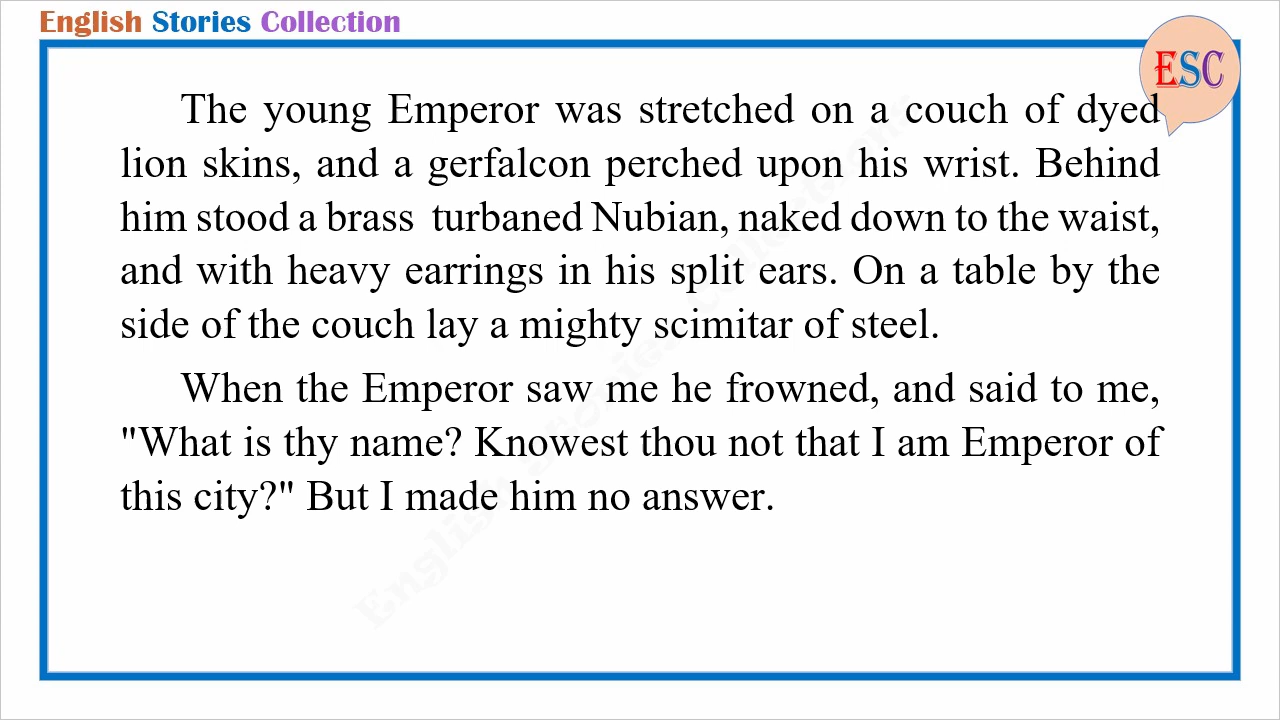 English Stories Collection
ESC
The young Emperor was stretched on a couch of dyed
lion skins, and a gerfalcon perched upon his wrist. Behind
him stood a brass turbaned Nubian, naked down to the waist,
and with heavy earrings in his split ears. On a table by the
side of the couch lay a mighty scimitar of steel.
When the Emperor saw me he frowned, and said to me,
"What is thy name? Knowest thou not that I am Emperor of
this city?" But I made him no answer.
English Stories Collection